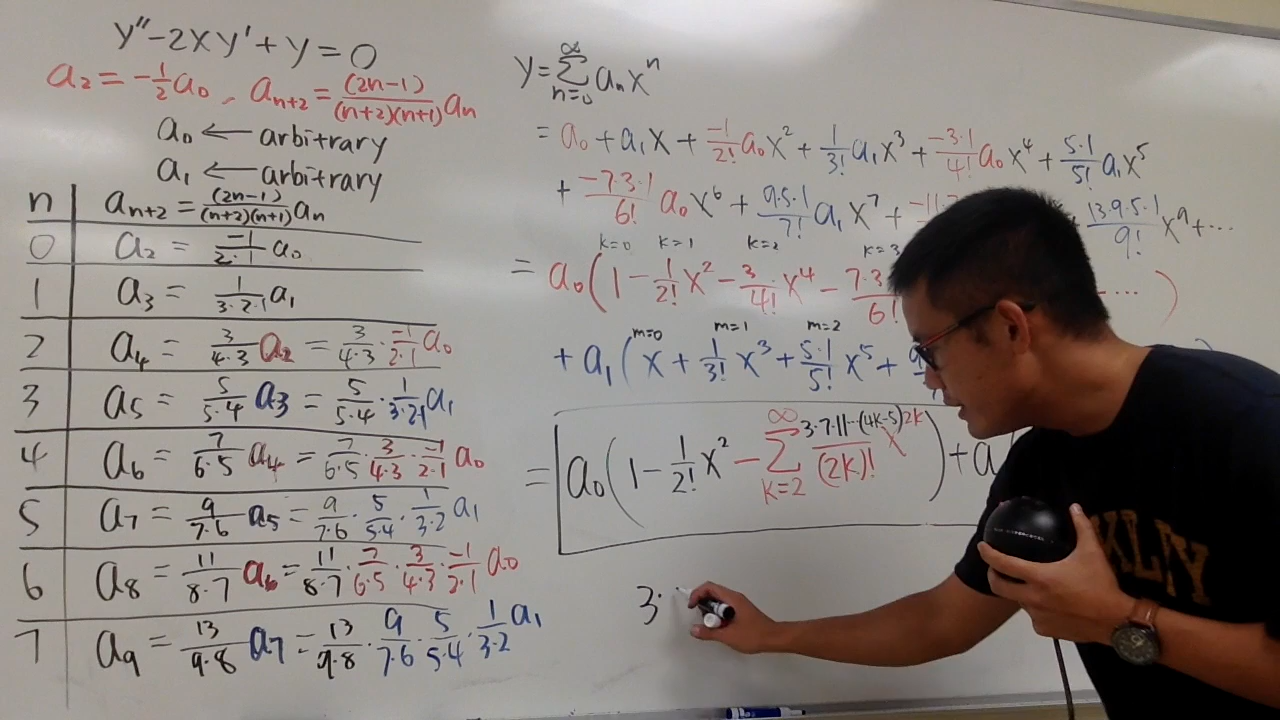 y''-2xy'+y=0
a₂=-½a₀, aₙ₊₂=(2n-1)/((n+2)(n+1)) aₙ
a₀ ← arbitrary
a₁ ← arbitrary
n | aₙ₊₂=(2n-1)/((n+2)(n+1)) aₙ
0 | a₂ = -1/(2·1) a₀
1 | a₃ = 1/(3·2·1) a₁
2 | a₄ = 3/(4·3) a₂ = 3/(4·3)·-1/(2·1) a₀
3 | a₅ = 5/(5·4) a₃ = 5/(5·4)·1/(3·2·1) a₁
4 | a₆ = 7/(6·5) a₄ = 7/(6·5)·3/(4·3)·-1/(2·1) a₀
5 | a₇ = 9/(7·6) a₅ = 9/(7·6)·5/(5·4)·1/(3·2) a₁
6 | a₈ = 11/(8·7) a₆ = 11/(8·7)·7/(6·5)·3/(4·3)·-1/(2·1) a₀
7 | a₉ = 13/(9·8) a₇ = 13/(9·8)·9/(7·6)·5/(5·4)·1/(3·2) a₁
y=∑_{n=0}^{∞} aₙxⁿ
= a₀+a₁x+ -1/2! a₀x²+ 1/3! a₁x³+ -3·1/4! a₀x⁴+ 5·1/5! a₁x⁵
+ -7·3·1/6! a₀x⁶+ 9·5·1/7! a₁x⁷+ -11· 13·9·5·1/9! x⁹+···
k=0 k=1 k=2 k=3
= a₀(1- 1/2! x²- 3/4! x⁴- 7·3/6! ···)
m=0 m=1 m=2
+ a₁(x+ 1/3! x³+ 5·1/5! x⁵+
= a₀(1- 1/2! x² - ∑_{k=2}^{∞} 3·7·11···(4k-5)/(2k)! x^{2k})+a
3·
KLN